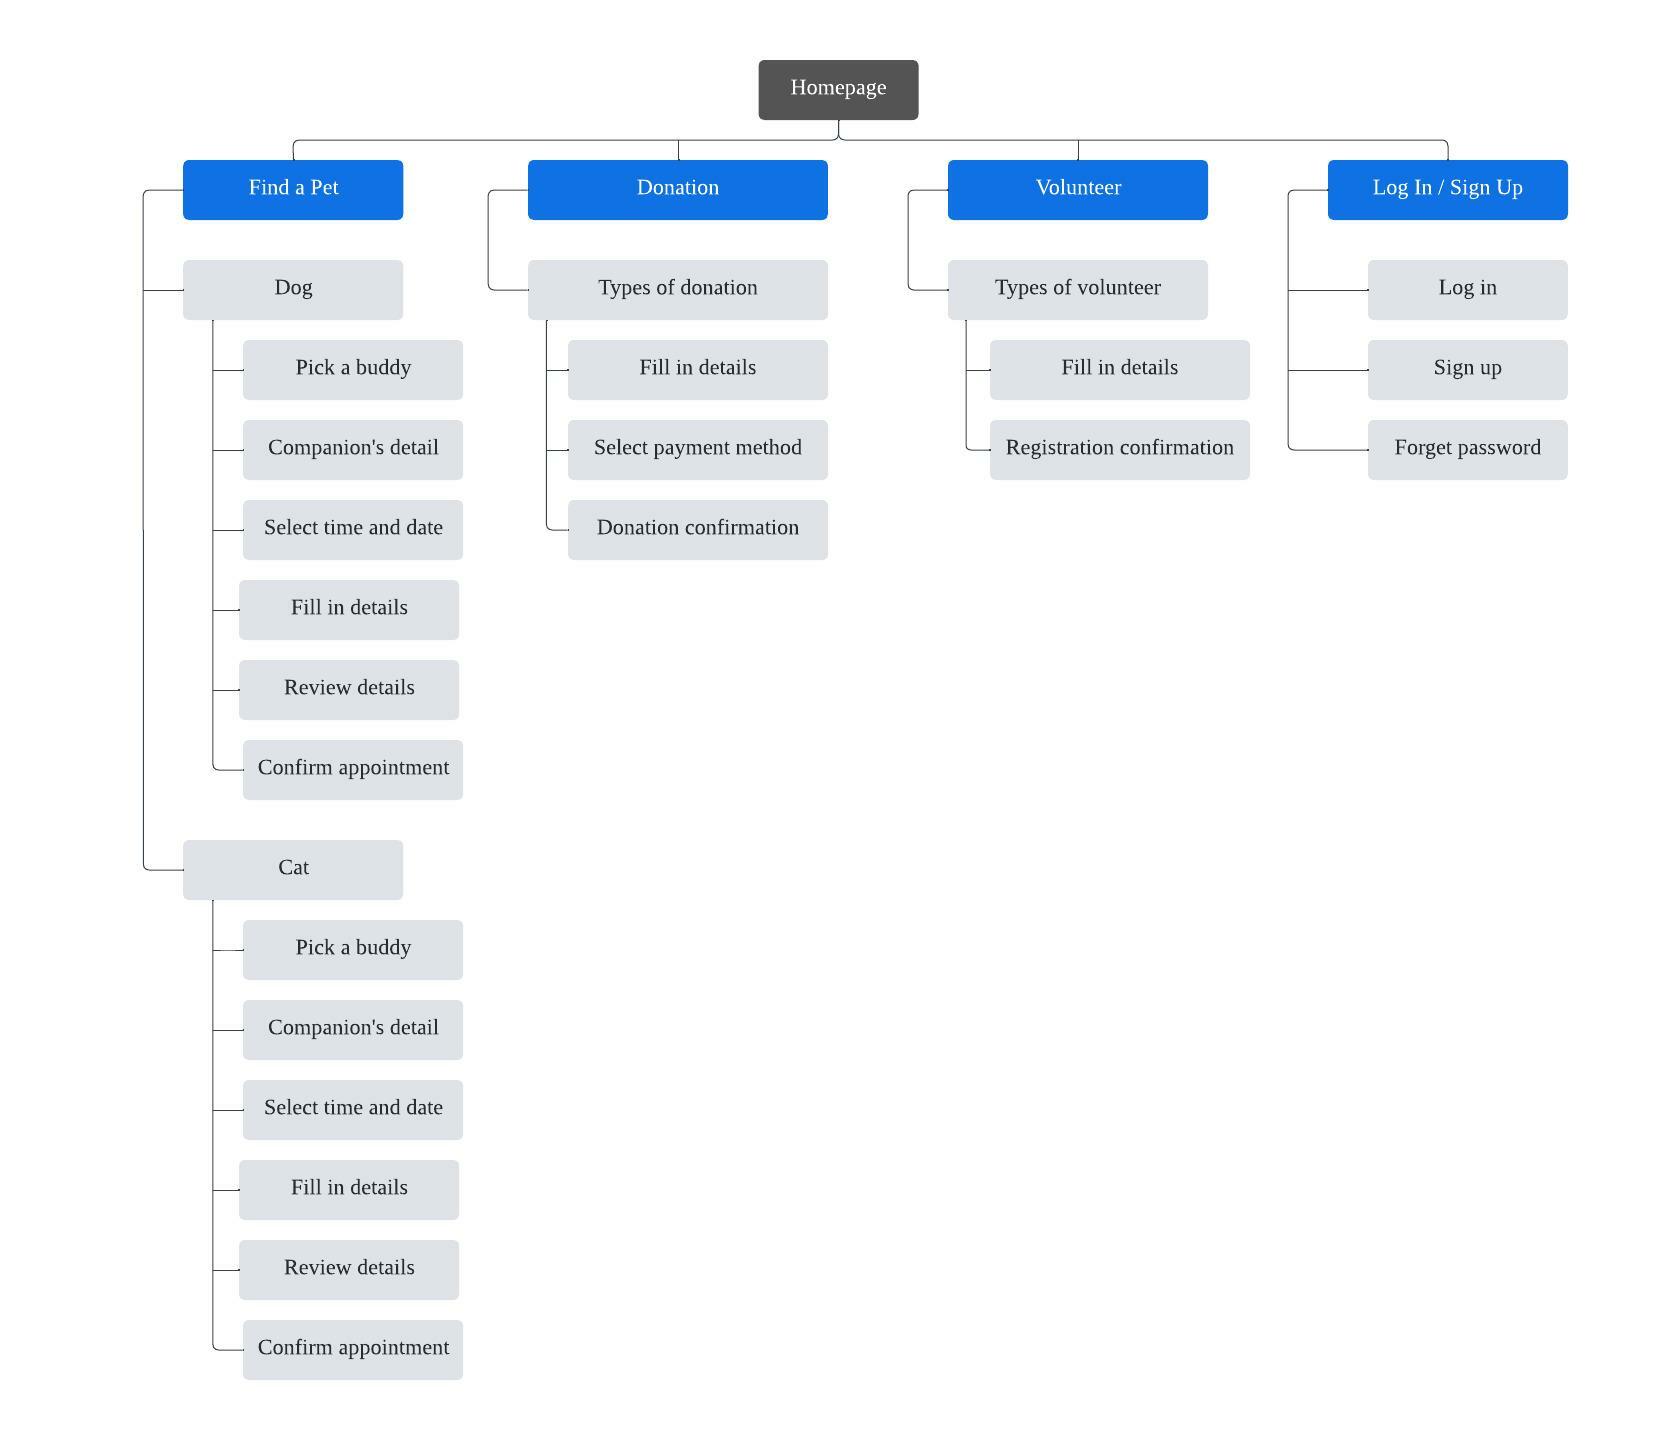 Homepage
Find a Pet
Dog
Pick a buddy
Companion's detail
Select time and date
Fill in details
Review details
Confirm appointment
Cat
Pick a buddy
Companion's detail
Select time and date
Fill in details
Review details
Confirm appointment
Donation
Types of donation
Fill in details
Select payment method
Donation confirmation
Volunteer
Types of volunteer
Fill in details
Registration confirmation
Log In / Sign Up
Log in
Sign up
Forget password